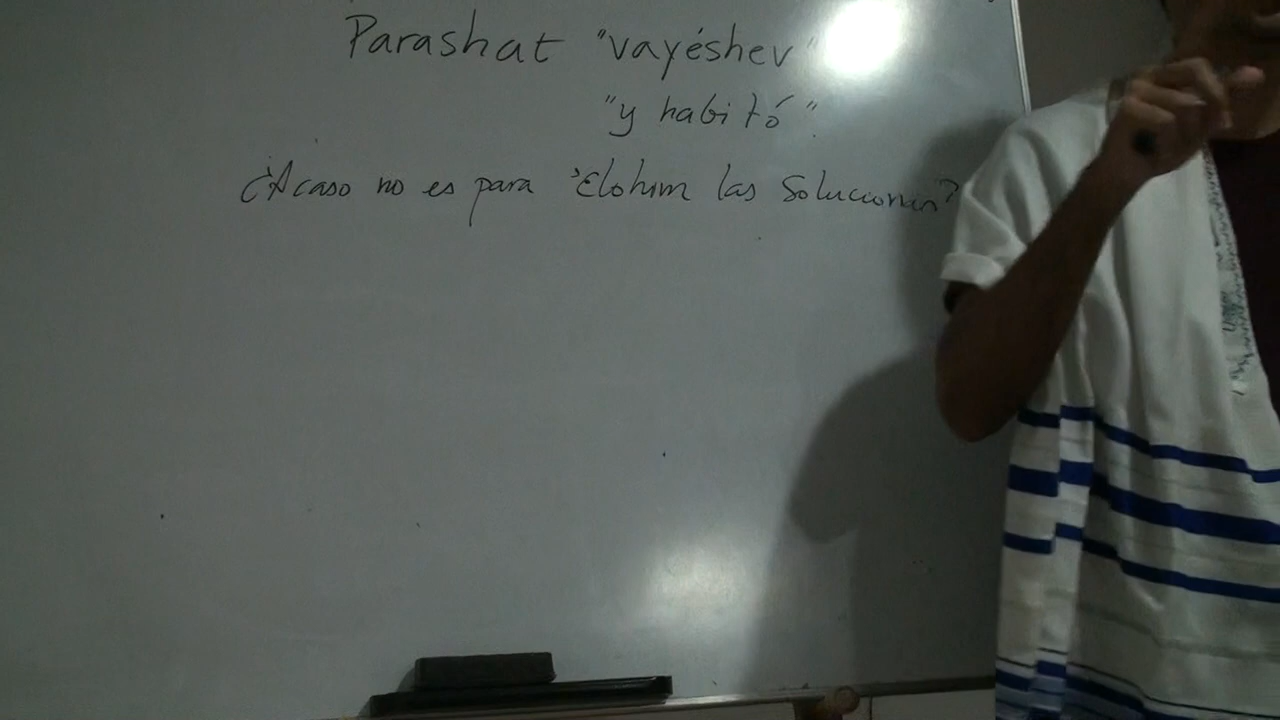 Parashat "vayéshev"
"y habitó".
¿Acaso no es para 'Elohim las Soluciones?